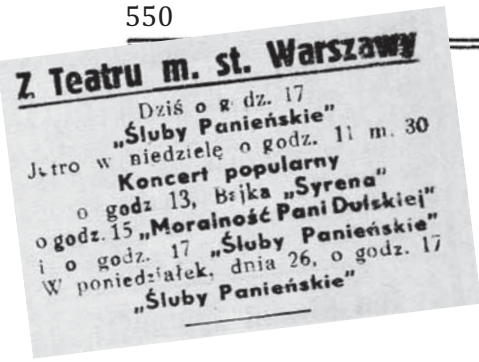 550
Z Teatru m. st. Warszawy
Dziś o g dz. 17
„Śluby Panieńskie”
Jutro w niedzielę o godz. 11 m. 30
Koncert popularny
o godz 13, Bajka „Syrena”
o godz. 15 „Moralność Pani Dulskiej”
i o godz. 17 „Śluby Panieńskie”
W poniedziałek, dnia 26, o godz. 17
„Śluby Panieńskie”